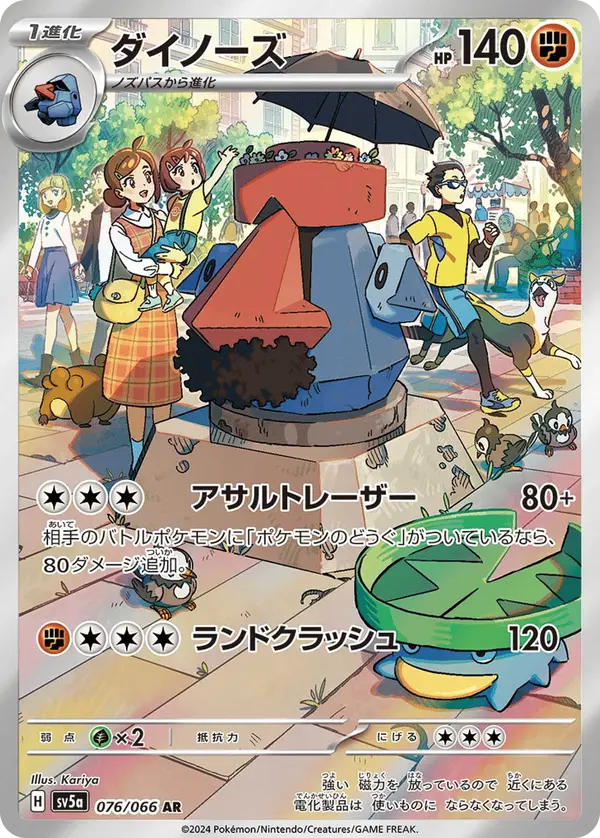 1進化
ダイノーズ
HP 140
ノズパスから進化
アサルトレーザー 80+
相手のバトルポケモンに「ポケモンのどうぐ」がついているなら、
80ダメージ追加。
ランドクラッシュ 120
弱点 ×2 抵抗力 にげる
Illus. Kariya
H sv5a 076/066 AR
強い 磁力を 放っているので 近くにある
電化製品は 使いものに ならなくなってしまう。
©2024 Pokémon/Nintendo/Creatures/GAME FREAK.